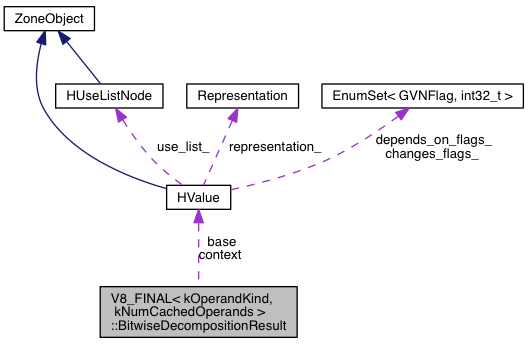 ZoneObject
HUseListNode
Representation
EnumSet< GVNFlag, int32_t >
use_list_
representation_
depends_on_flags_
changes_flags_
HValue
base
context
V8_FINAL< kOperandKind,
kNumCachedOperands >
::BitwiseDecompositionResult